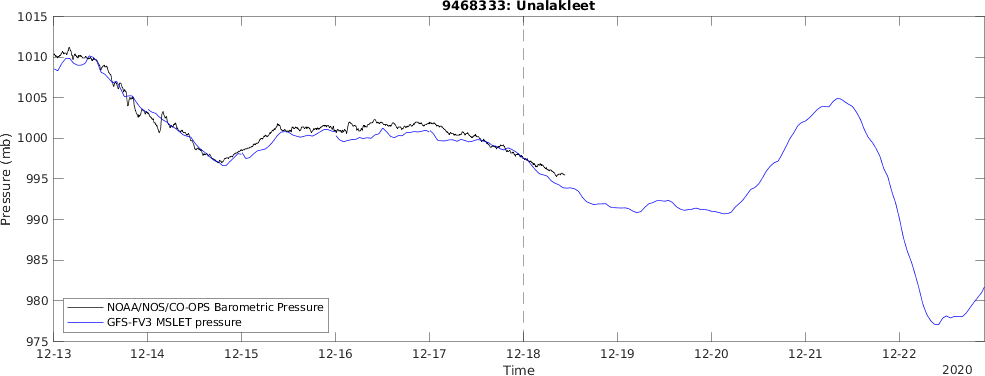 9468333: Unalakleet
1015
1010
1005
1000
995
990
985
980
975
Pressure (mb)
NOAA/NOS/CO-OPS Barometric Pressure
GFS-FV3 MSLET pressure
12-13 12-14 12-15 12-16 12-17 12-18 12-19 12-20 12-21 12-22
Time
2020